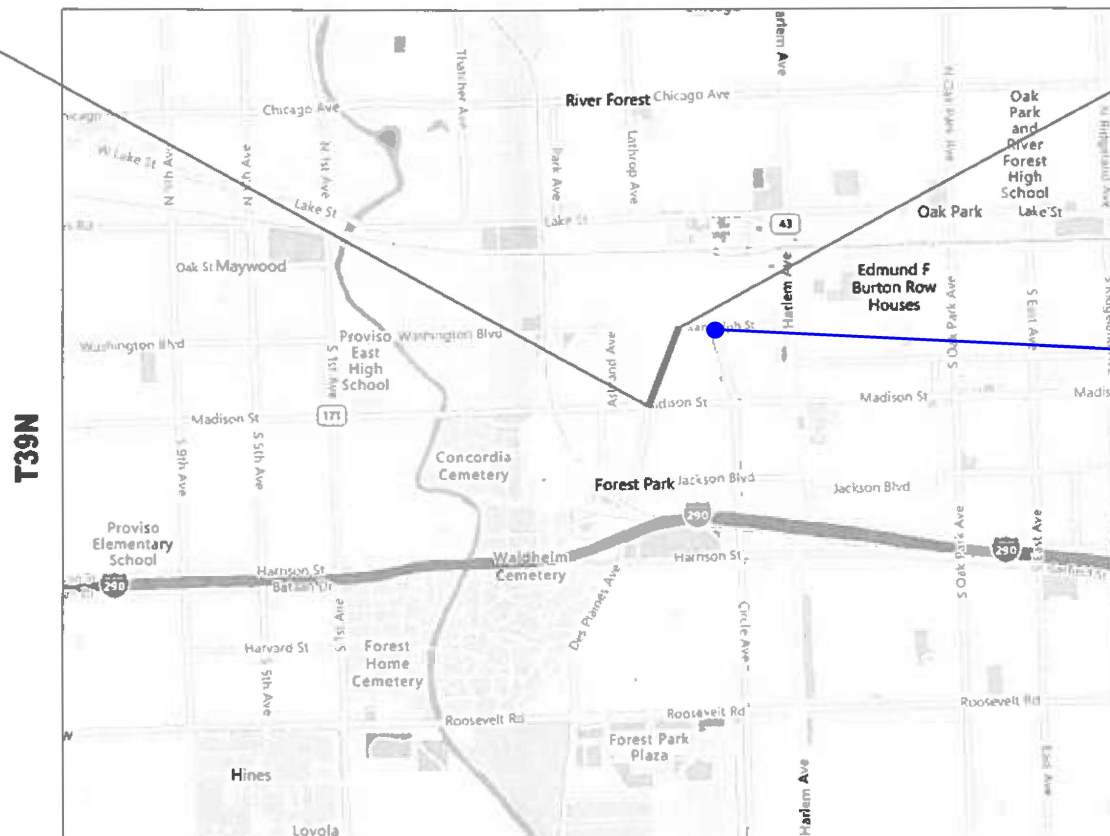 Harlem Ave
Thatcher Ave
River Forest
Chicago Ave
Chicago Ave
Oak
Park
and
River
Forest
High
School
N Ridgeland Ave
W Lake St
N 9th Ave
N 5th Ave
N 1st Ave
Park Ave
Lathrop Ave
Lake St
Lake St
Oak Park
Lake St
43
Oak St
Maywood
Harlem Ave
Edmund F
Burton Row
Houses
S Oak Park Ave
S East Ave
Washington Blvd
S 1st Ave
Proviso
East
High
School
Washington Blvd
Ashland Ave
Madison St
171
Madison St
T39N
S 9th Ave
S 5th Ave
Concordia
Cemetery
Forest Park
Jackson Blvd
Jackson Blvd
290
Proviso
Elementary
School
290
Harrison St
Bataan Dr
Waldheim
Cemetery
Harrison St
S Oak Park Ave
290
East Ave
Des Plaines Ave
Circle Ave
Harvard St
S 5th Ave
S 1st Ave
Forest
Home
Cemetery
Roosevelt Rd
Roosevelt Rd
Roosevelt Rd
Forest Park
Plaza
Hines
Harlem Ave
East Ave
Loyola